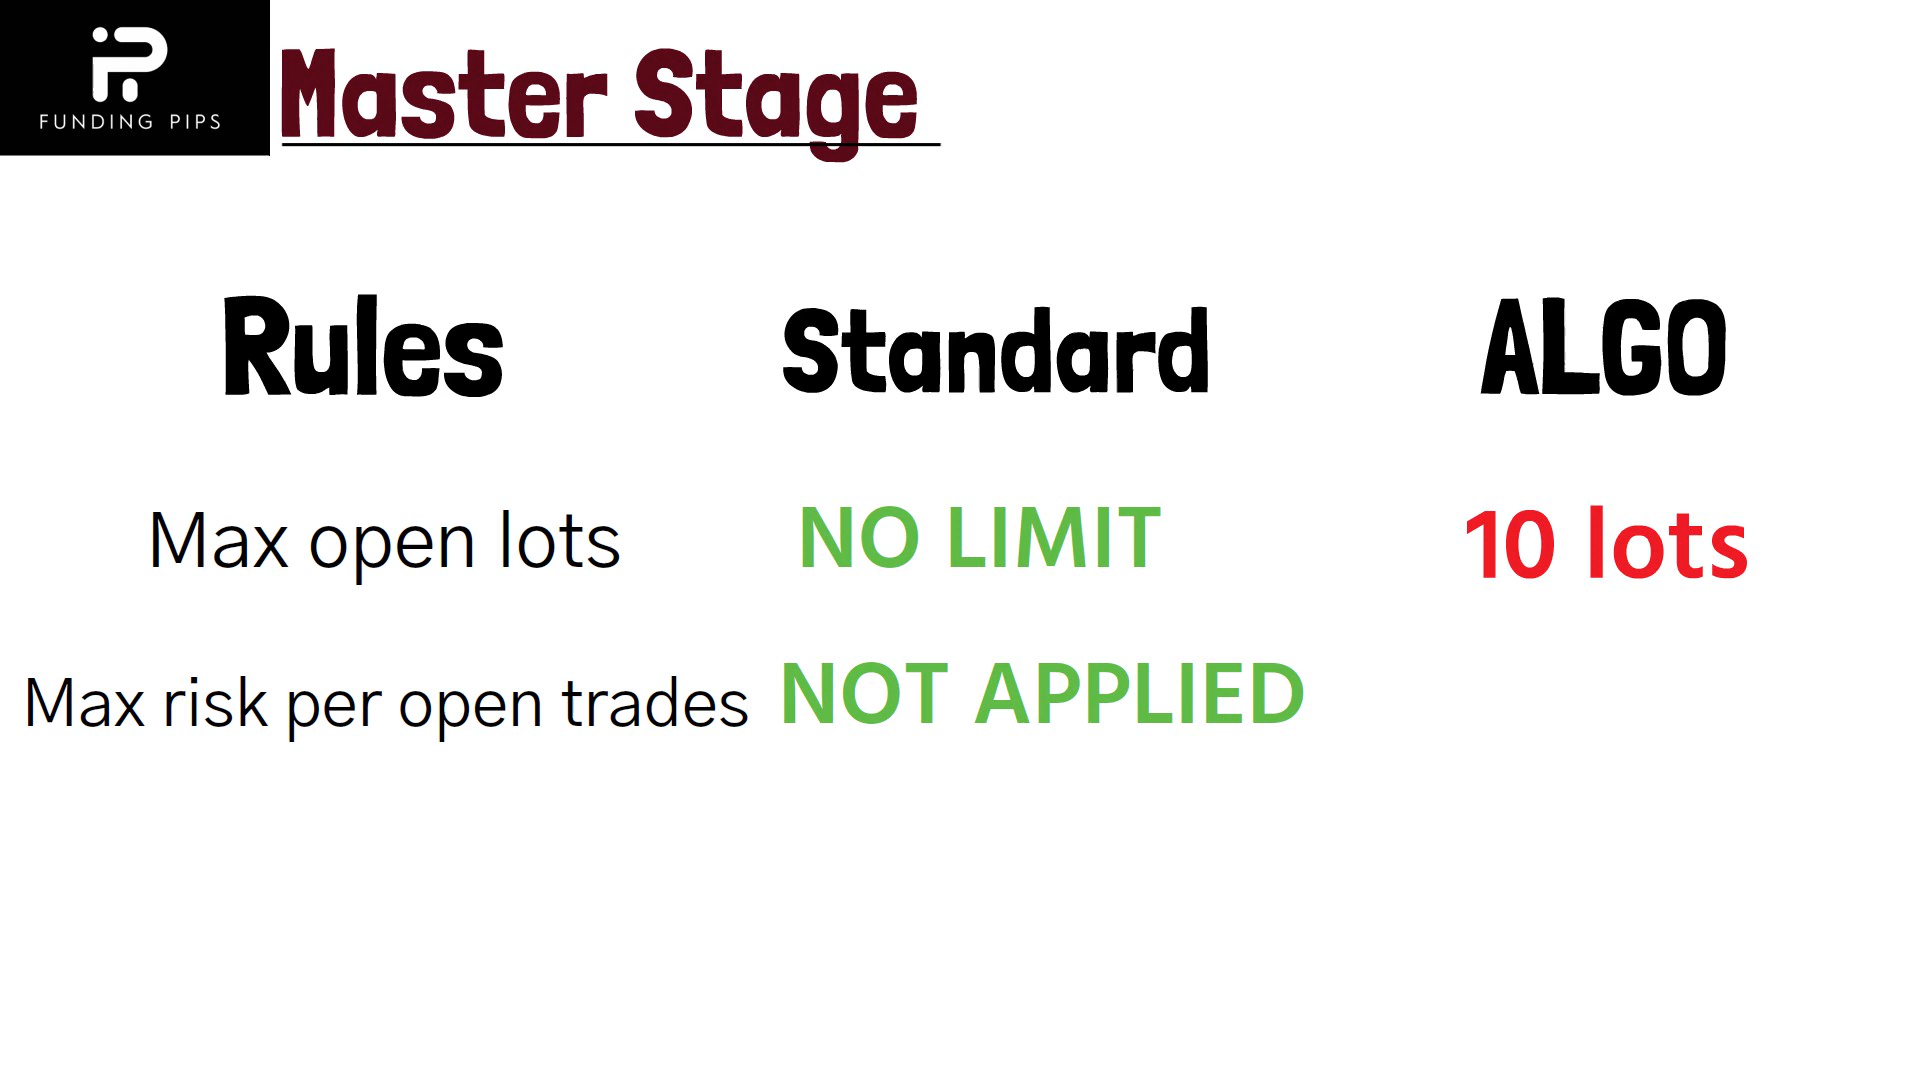 FUNDING PIPS
Master Stage
Rules Standard ALGO
Max open lots NO LIMIT 10 lots
Max risk per open trades NOT APPLIED